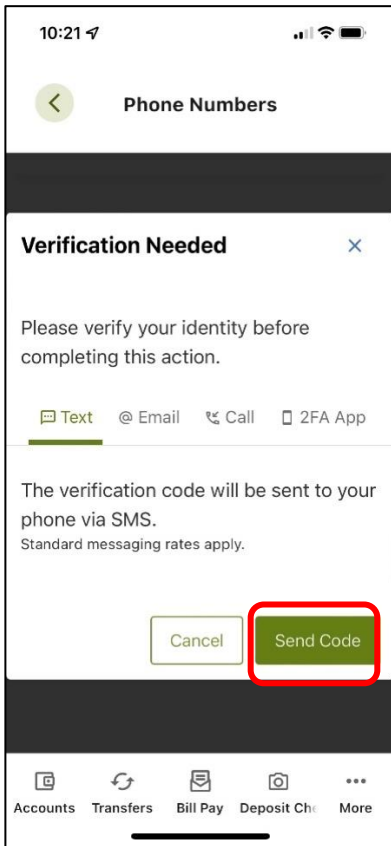 10:21
Phone Numbers
Verification Needed
Please verify your identity before
completing this action.
Text @ Email Call 2FA App
The verification code will be sent to your
phone via SMS.
Standard messaging rates apply.
Cancel Send Code
Accounts Transfers Bill Pay Deposit Che More